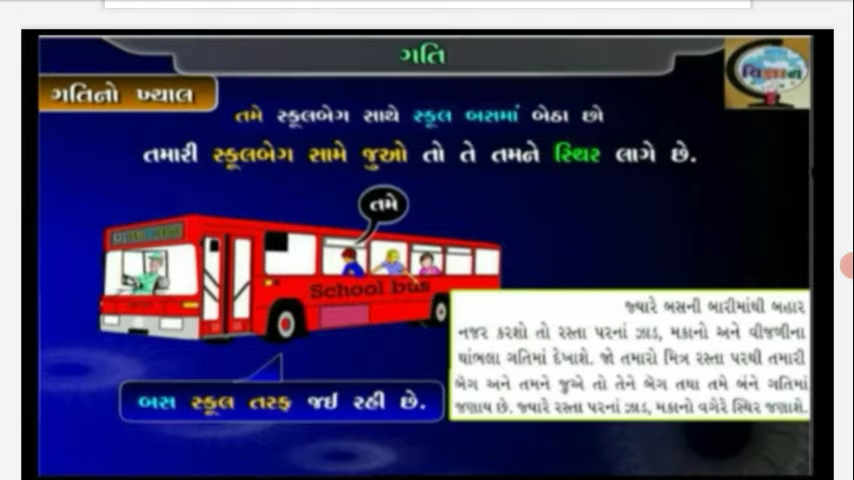 ગતિ
વિજ્ઞાન
ગતિનો ખ્યાલ
તમે સ્કૂલબેગ સાથે સ્કૂલ બસમાં બેઠા છો
તમારી સ્કૂલબેગ સામે જુઓ તો તે તમને સ્થિર લાગે છે.
તમે
School bus
જ્યારે બસની બારીમાંથી બહાર
નજર કરશો તો રસ્તા પરનાં ઝાડ, મકાનો અને વીજળીના
થાંભલા ગતિમાં દેખાશે. જો તમારો મિત્ર રસ્તા પરથી તમારી
બેગ અને તમને જુએ તો તેને બેગ તથા તમે બંને ગતિમાં
જણાય છે. જ્યારે રસ્તા પરનાં ઝાડ, મકાનો વગેરે સ્થિર જણાશે.
બસ સ્કૂલ તરફ જઈ રહી છે.